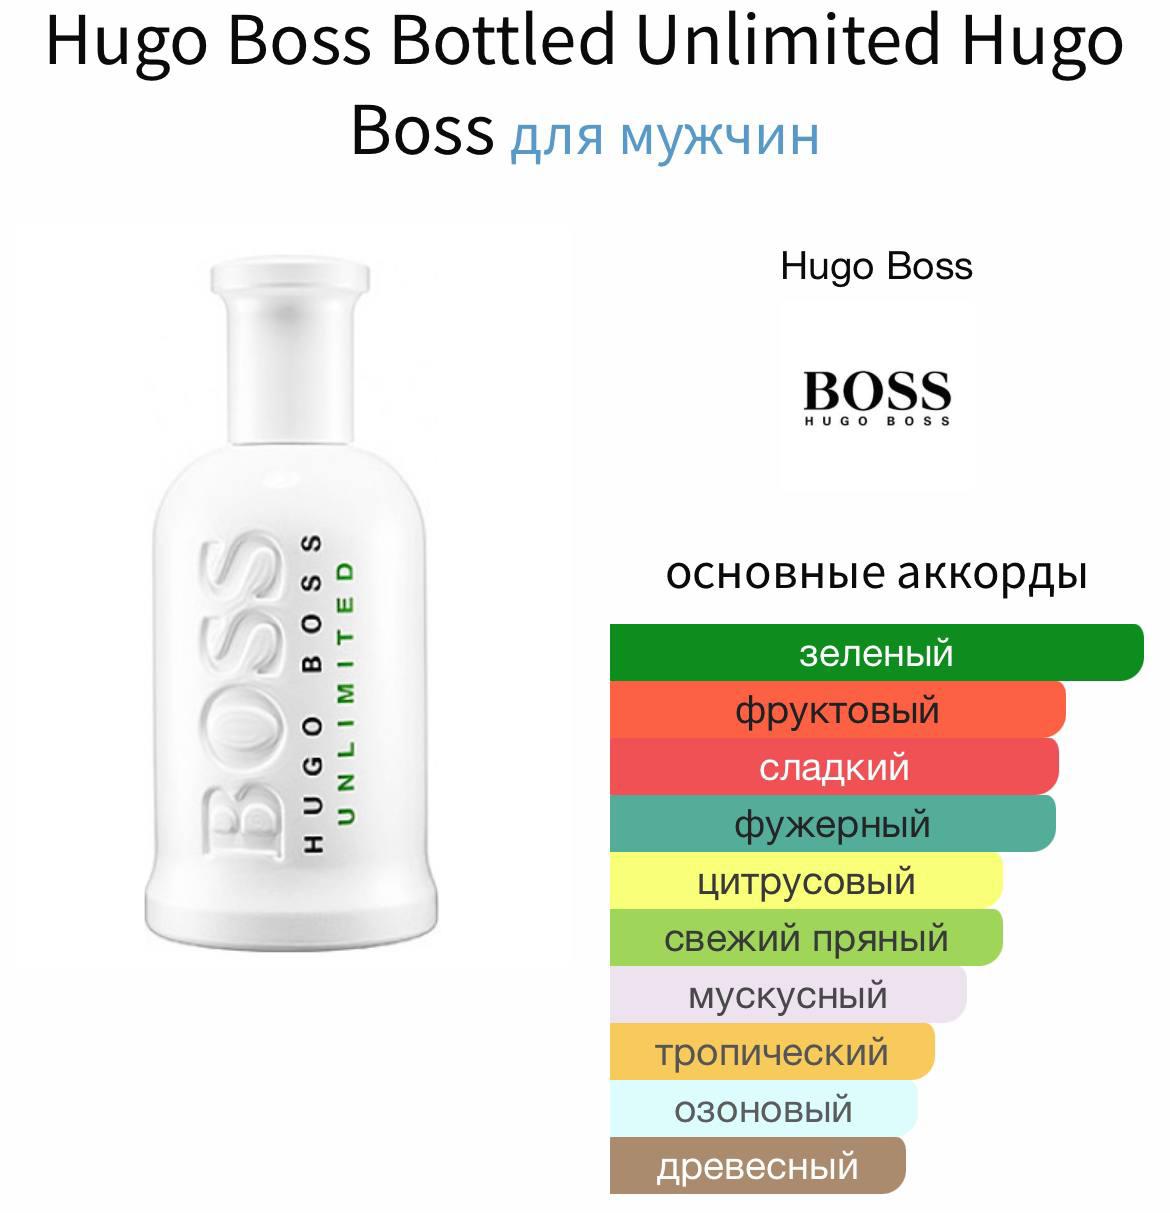 Hugo Boss Bottled Unlimited Hugo
Boss для мужчин
BOSS
HUGO BOSS
UNLIMITED
Hugo Boss
BOSS
HUGO BOSS
основные аккорды
зеленый
фруктовый
сладкий
фужерный
цитрусовый
свежий пряный
мускусный
тропический
озоновый
древесный